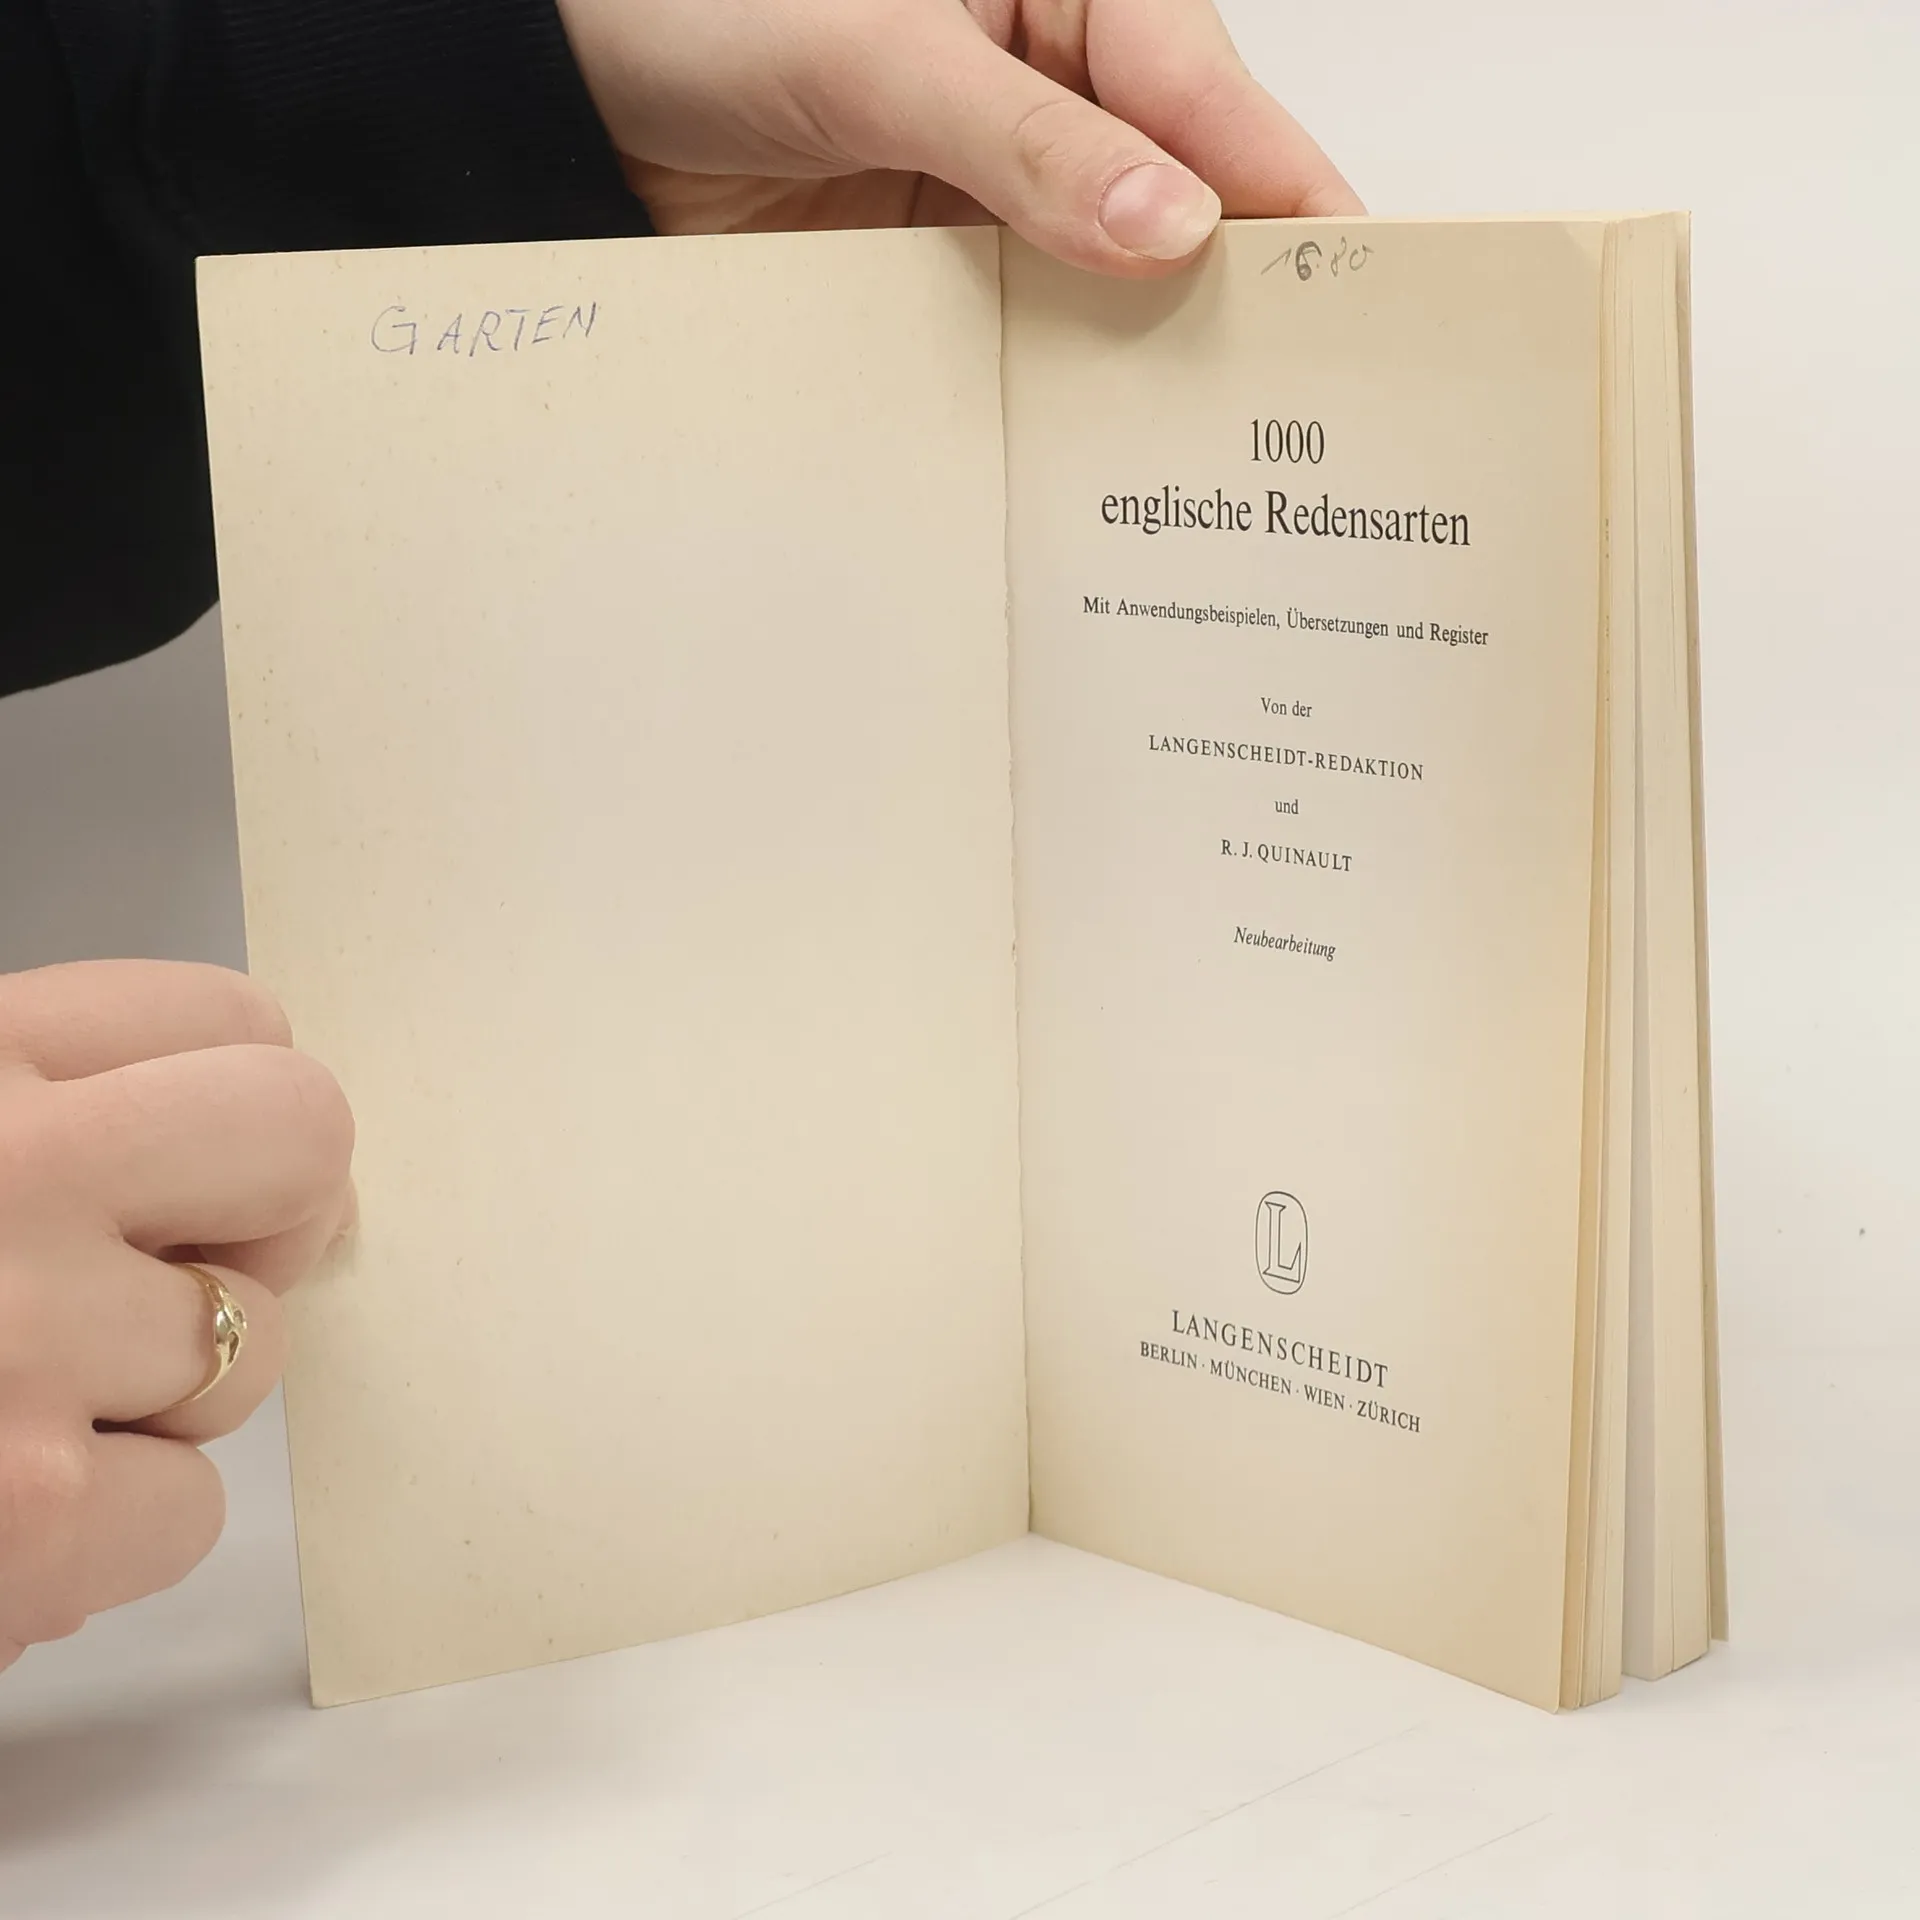 GARTEN
16.80
1000
englische Redensarten
Mit Anwendungsbeispielen, Übersetzungen und Register
Von der
LANGENSCHEIDT-REDAKTION
und
R. J. QUINAULT
Neubearbeitung
L
LANGENSCHEIDT
BERLIN · MÜNCHEN · WIEN · ZÜRICH